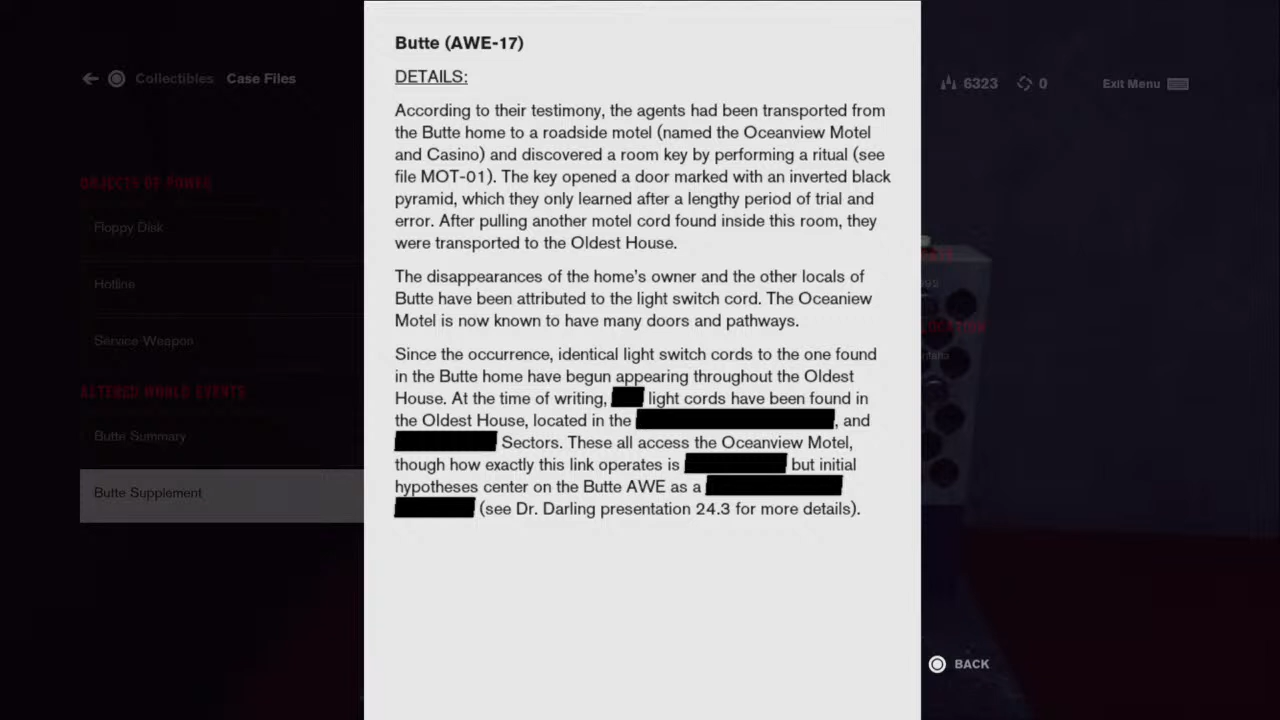 Butte (AWE-17)
DETAILS:
According to their testimony, the agents had been transported from
the Butte home to a roadside motel (named the Oceanview Motel
and Casino) and discovered a room key by performing a ritual (see
file MOT-01). The key opened a door marked with an inverted black
pyramid, which they only learned after a lengthy period of trial and
error. After pulling another motel cord found inside this room, they
were transported to the Oldest House.
The disappearances of the home's owner and the other locals of
Butte have been attributed to the light switch cord. The Oceaniew
Motel is now known to have many doors and pathways.
Since the occurrence, identical light switch cords to the one found
in the Butte home have begun appearing throughout the Oldest
House. At the time of writing, light cords have been found in
the Oldest House, located in the , and
Sectors. These all access the Oceanview Motel,
though how exactly this link operates is but initial
hypotheses center on the Butte AWE as a
(see Dr. Darling presentation 24.3 for more details).
Collectibles Case Files
OBJECTS OF POWER
Floppy Disk
Hotline
Service Weapon
ALTERED WORLD EVENTS
Butte Summary
Butte Supplement
6323 0 Exit Menu
BACK